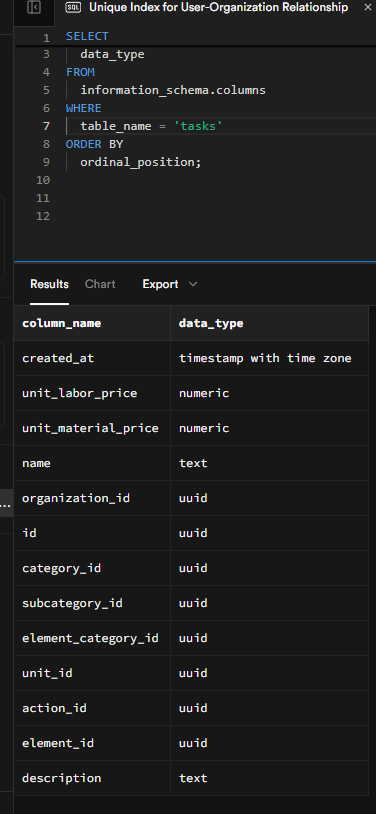 SQL Unique Index for User-Organization Relationship
1 SELECT
3 data_type
4 FROM
5 information_schema.columns
6 WHERE
7 table_name = 'tasks'
8 ORDER BY
9 ordinal_position;
10
11
12
Results Chart Export
column_name data_type
created_at timestamp with time zone
unit_labor_price numeric
unit_material_price numeric
name text
organization_id uuid
id uuid
category_id uuid
subcategory_id uuid
element_category_id uuid
unit_id uuid
action_id uuid
element_id uuid
description text
...